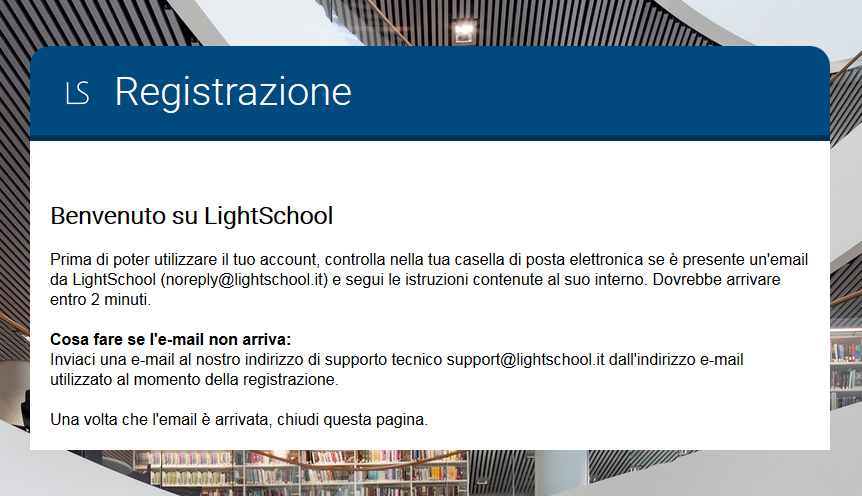 LS Registrazione
Benvenuto su LightSchool
Prima di poter utilizzare il tuo account, controlla nella tua casella di posta elettronica se è presente un'email
da LightSchool (noreply@lightschool.it) e segui le istruzioni contenute al suo interno. Dovrebbe arrivare
entro 2 minuti.
Cosa fare se l'e-mail non arriva:
Inviaci una e-mail al nostro indirizzo di supporto tecnico support@lightschool.it dall'indirizzo e-mail
utilizzato al momento della registrazione.
Una volta che l'email è arrivata, chiudi questa pagina.